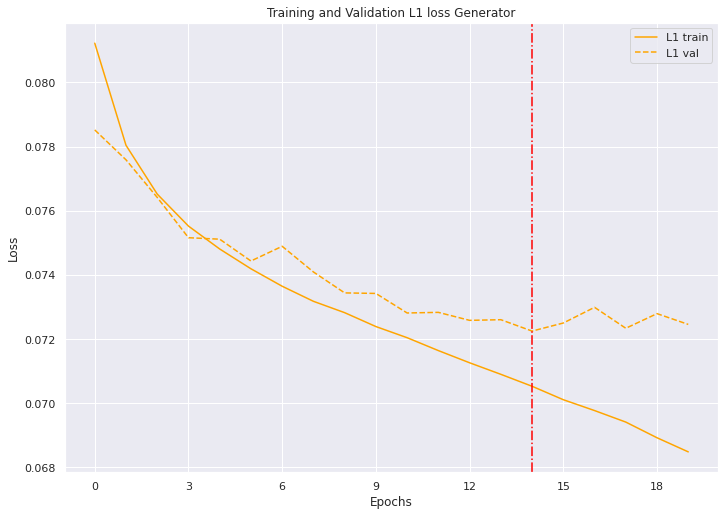 Training and Validation L1 loss Generator
L1 train
L1 val
0.080
0.078
0.076
0.074
0.072
0.070
0.068
Loss
0
3
6
9
12
15
18
Epochs